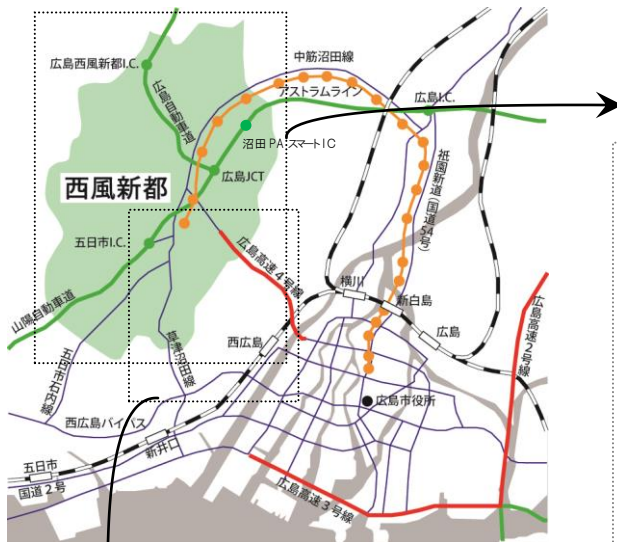 広島西風新都I.C.
中筋沼田線
アストラムライン
広島自動車道
広島I.C.
沼田PAスマートIC
広島JCT
西風新都
祇園新道(国道54号)
五日市I.C.
広島高速4号線
山陽自動車道
横川
新白島
広島
広島高速2号線
西広島
五日市石内線
草津沼田線
広島市役所
西広島バイパス
新井口
五日市
国道2号
広島高速3号線